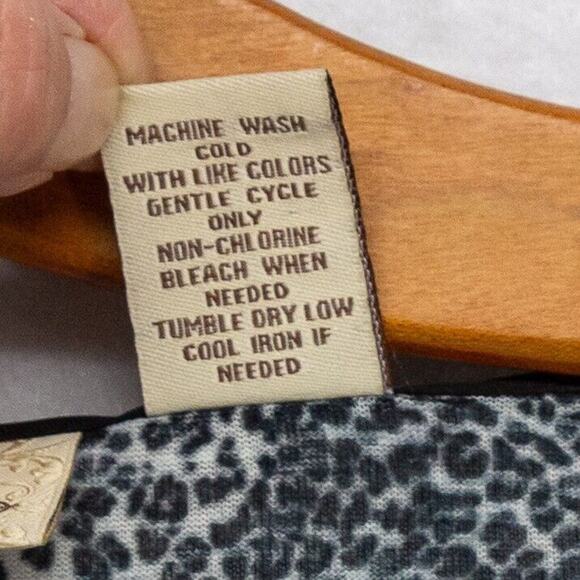 MACHINE WASH
COLD
WITH LIKE COLORS
GENTLE CYCLE
ONLY
NON-CHLORINE
BLEACH WHEN
NEEDED
TUMBLE DRY LOW
COOL IRON IF
NEEDED